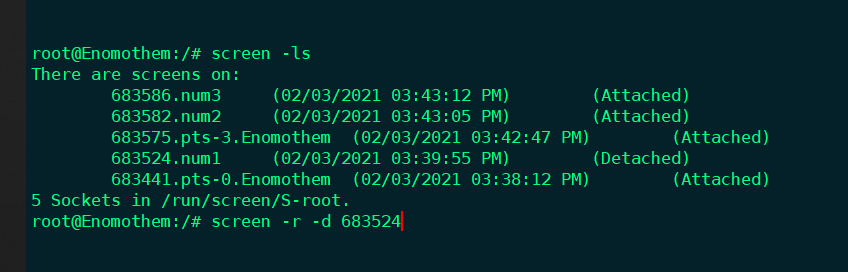 root@Enomothem:/# screen -ls
There are screens on:
        683586.num3     (02/03/2021 03:43:12 PM)        (Attached)
        683582.num2     (02/03/2021 03:43:05 PM)        (Attached)
        683575.pts-3.Enomothem  (02/03/2021 03:42:47 PM)        (Attached)
        683524.num1     (02/03/2021 03:39:55 PM)        (Detached)
        683441.pts-0.Enomothem  (02/03/2021 03:38:12 PM)        (Attached)
5 Sockets in /run/screen/S-root.
root@Enomothem:/# screen -r -d 683524